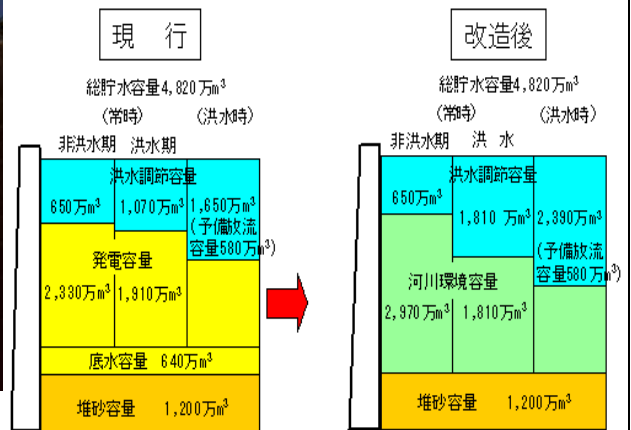 現 行
総貯水容量4,820万m³
(常時) (洪水時)
非洪水期 洪水期
洪水調節容量
650万m³ 1,070万m³ 1,650万m³
(予備放流
容量580万m³)
発電容量
2,330万m³ 1,910万m³
底水容量 640万m³
堆砂容量 1,200万m³
改造後
総貯水容量4,820万m³
(常時) (洪水時)
非洪水期 洪 水
洪水調節容量
650万m³ 1,810 万m³ 2,390万m³
(予備放流
容量580万m³)
河川環境容量
2,970万m³ 1,810万m³
堆砂容量 1,200万m³